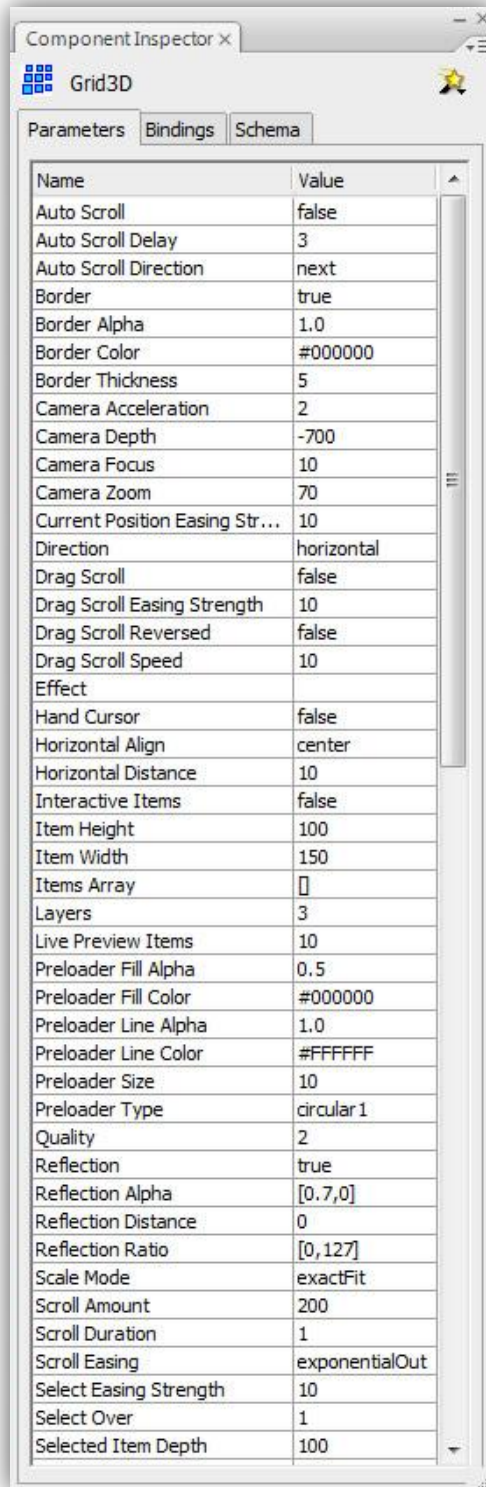 Component Inspector ×
Grid3D
Parameters Bindings Schema
Name Value
Auto Scroll false
Auto Scroll Delay 3
Auto Scroll Direction next
Border true
Border Alpha 1.0
Border Color #000000
Border Thickness 5
Camera Acceleration 2
Camera Depth -700
Camera Focus 10
Camera Zoom 70
Current Position Easing Str... 10
Direction horizontal
Drag Scroll false
Drag Scroll Easing Strength 10
Drag Scroll Reversed false
Drag Scroll Speed 10
Effect
Hand Cursor false
Horizontal Align center
Horizontal Distance 10
Interactive Items false
Item Height 100
Item Width 150
Items Array []
Layers 3
Live Preview Items 10
Preloader Fill Alpha 0.5
Preloader Fill Color #000000
Preloader Line Alpha 1.0
Preloader Line Color #FFFFFF
Preloader Size 10
Preloader Type circular1
Quality 2
Reflection true
Reflection Alpha [0.7,0]
Reflection Distance 0
Reflection Ratio [0,127]
Scale Mode exactFit
Scroll Amount 200
Scroll Duration 1
Scroll Easing exponentialOut
Select Easing Strength 10
Select Over 1
Selected Item Depth 100